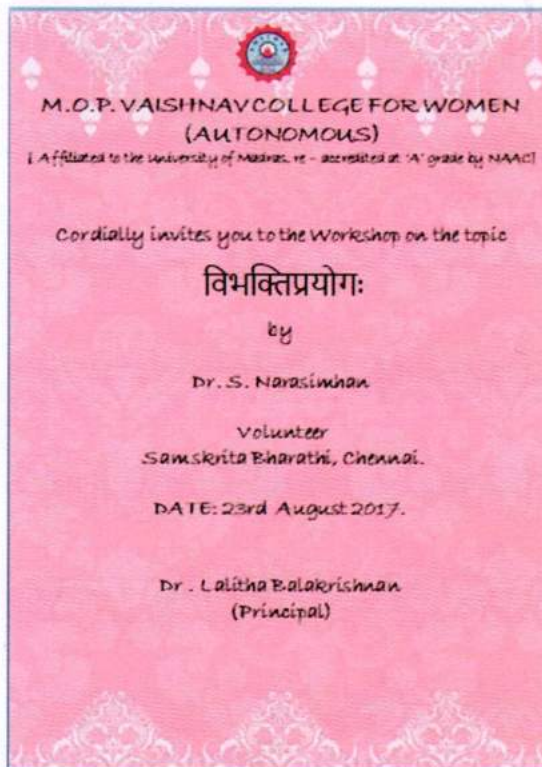 M.O.P. VAISHNAV COLLEGE FOR WOMEN
(AUTONOMOUS)
[ Affiliated to the University of Madras, re - accredited at 'A' grade by NAAC]
Cordially invites you to the Workshop on the topic
विभक्तिप्रयोगः
by
Dr. S. Narasimhan
Volunteer
Samskrita Bharathi, Chennai.
DATE: 23rd August 2017.
Dr . Lalitha Balakrishnan
(Principal)